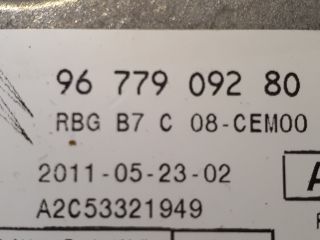 96 779 092 80
RBG B7 C 08-CEM00
2011-05-23-02
A2C53321949